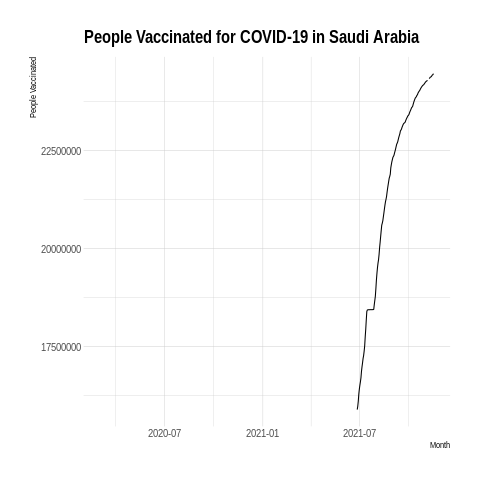 People Vaccinated for COVID-19 in Saudi Arabia
People Vaccinated
22500000
20000000
17500000
2020-07
2021-01
2021-07
Month